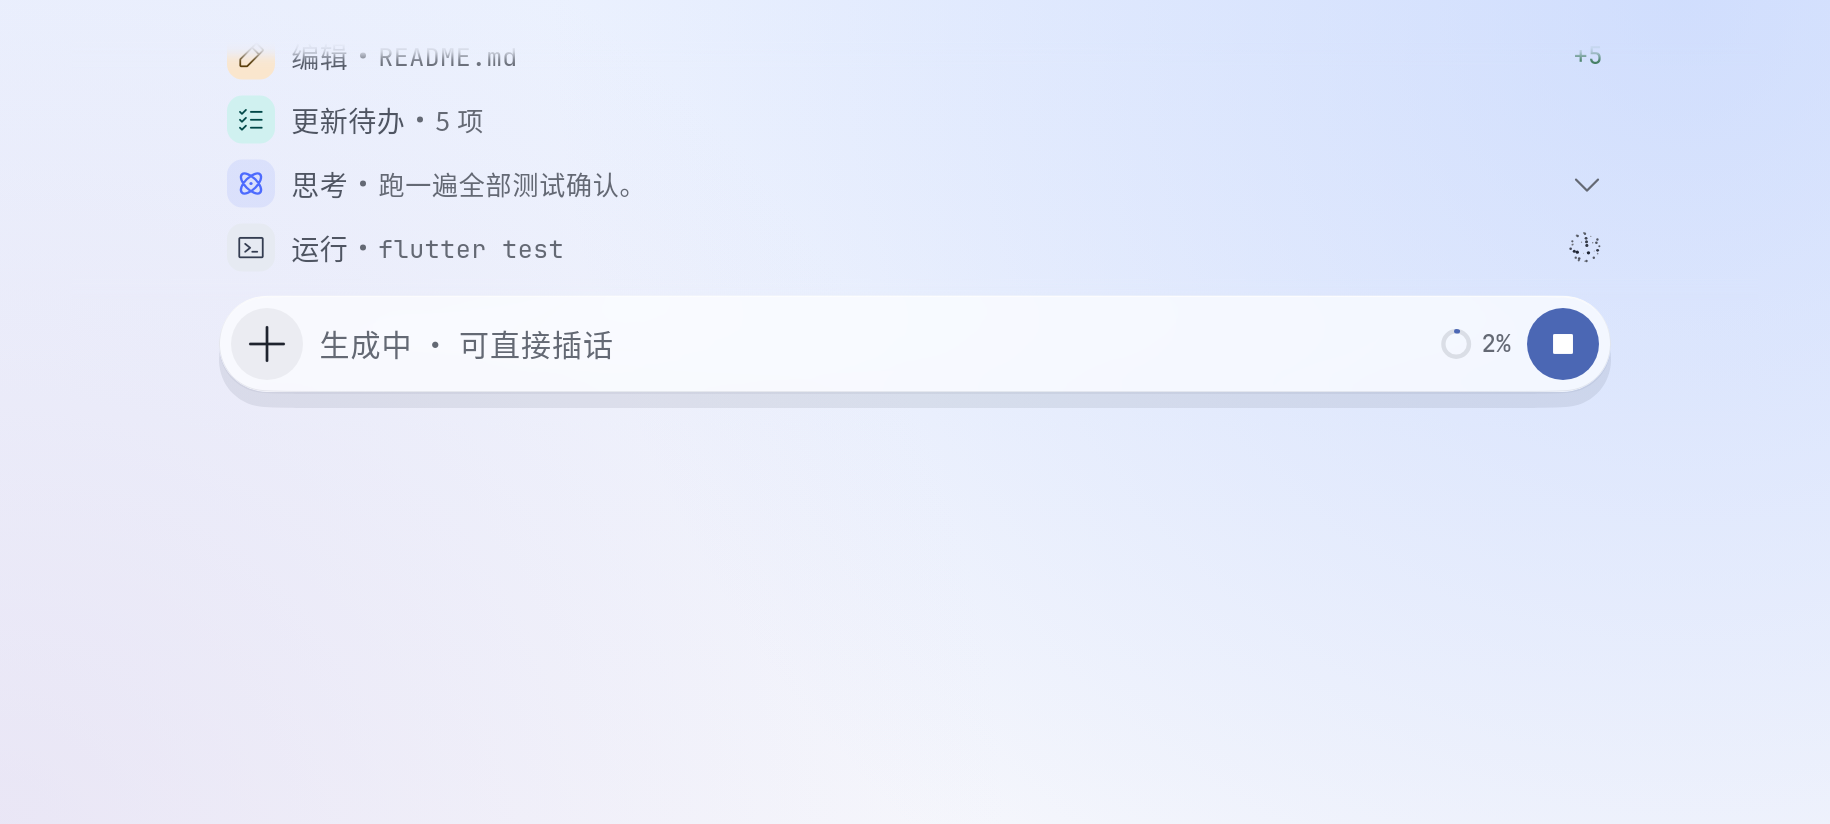 编辑 • README.md +5
更新待办 • 5 项
思考 • 跑一遍全部测试确认。
运行 • flutter test
生成中 • 可直接插话 2%